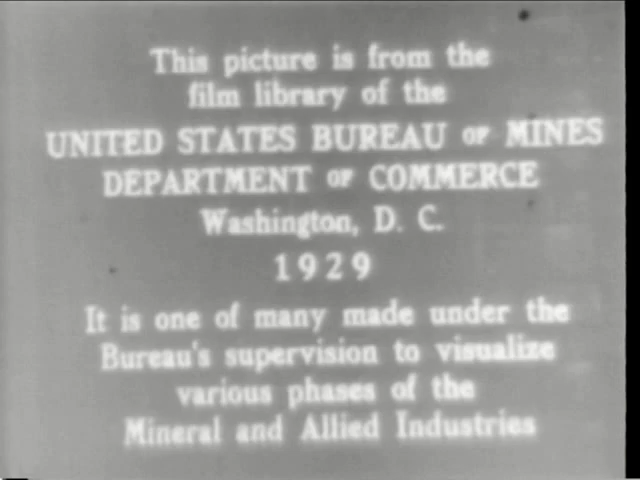 This picture is from the
film library of the
UNITED STATES BUREAU OF MINES
DEPARTMENT OF COMMERCE
Washington, D. C.
1929
It is one of many made under the
Bureau's supervision to visualize
various phases of the
Mineral and Allied Industries